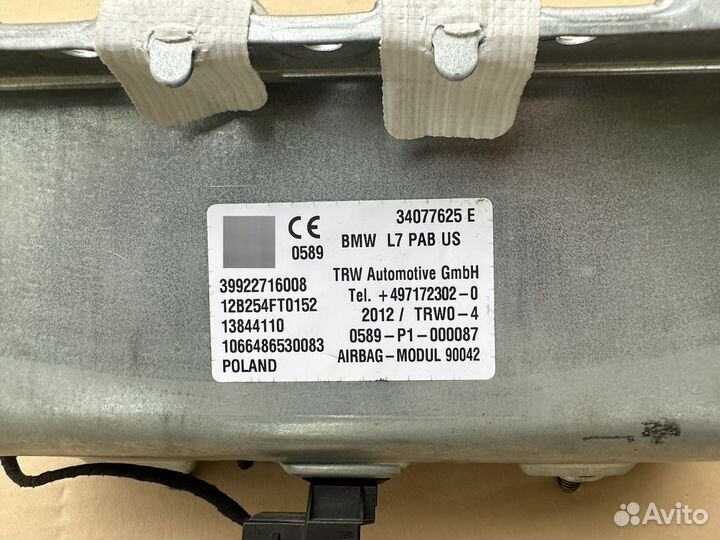 34077625 E
CE
0589
BMW L7 PAB US
39922716008
12B254FT0152
13844110
1066486530083
POLAND
TRW Automotive GmbH
Tel. +497172302-0
2012 / TRWO-4
0589-P1-000087
AIRBAG-MODUL 90042
Avito